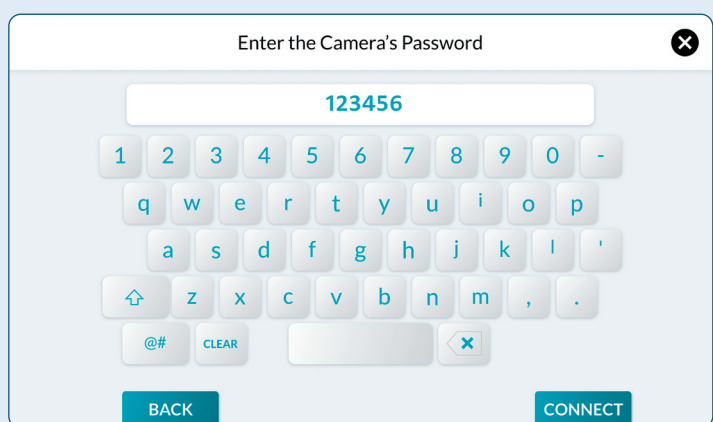 Enter the Camera's Password
123456
1 2 3 4 5 6 7 8 9 0 -
q w e r t y u i o p
a s d f g h j k l '
z x c v b n m , .
@# CLEAR
BACK CONNECT